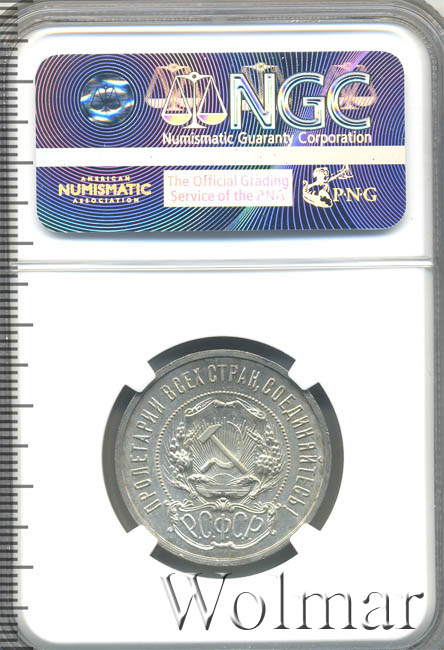 NGC
Numismatic Guaranty Corporation
AMERICAN
NUMISMATIC
ASSOCIATION
The Official Grading
Service of the PNG
PNG
ПРОЛЕТАРИИ ВСЕХ СТРАН, СОЕДИНЯЙТЕСЬ!
Р.С.Ф.С.Р.
Wolmar